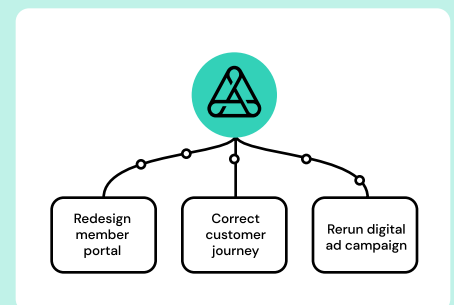 Redesign
member
portal
Correct
customer
journey
Rerun digital
ad campaign